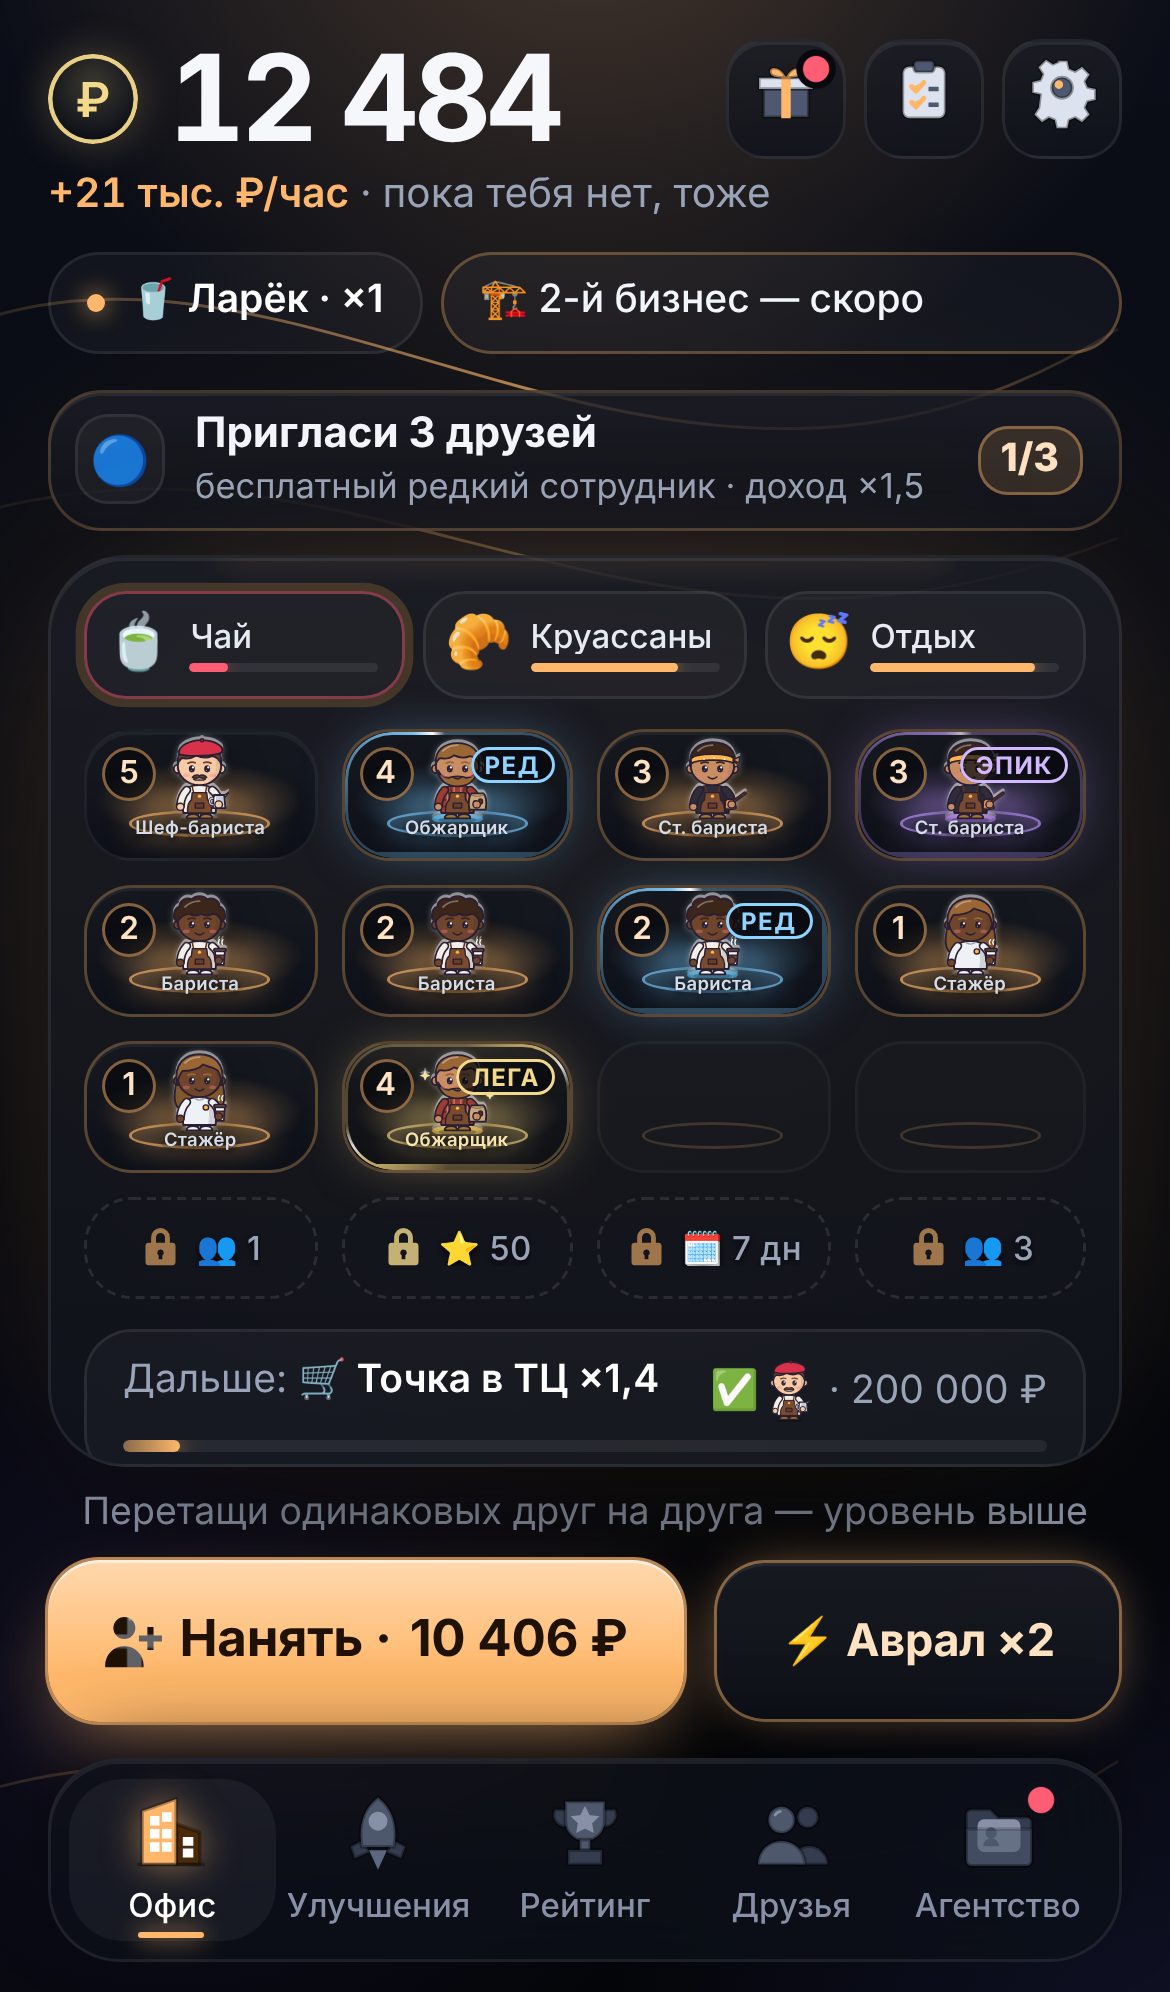 ₽ 12 484
+21 тыс. ₽/час · пока тебя нет, тоже
Ларёк · ×1
2-й бизнес — скоро
Пригласи 3 друзей
бесплатный редкий сотрудник · доход ×1,5
1/3
Чай
Круассаны
Отдых
5
Шеф-бариста
4
РЕД
Обжарщик
3
Ст. бариста
3
ЭПИК
Ст. бариста
2
Бариста
2
Бариста
2
РЕД
Бариста
1
Стажёр
1
Стажёр
4
ЛЕГА
Обжарщик
1
50
7 дн
3
Дальше: Точка в ТЦ ×1,4
· 200 000 ₽
Перетащи одинаковых друг на друга — уровень выше
Нанять · 10 406 ₽
Аврал ×2
Офис
Улучшения
Рейтинг
Друзья
Агентство